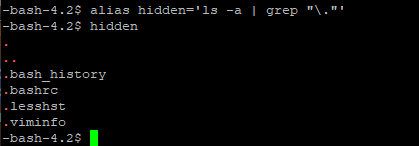 -bash-4.2$ alias hidden='ls -a | grep "\."'
-bash-4.2$ hidden
.
..
.bash_history
.bashrc
.lesshst
.viminfo
-bash-4.2$